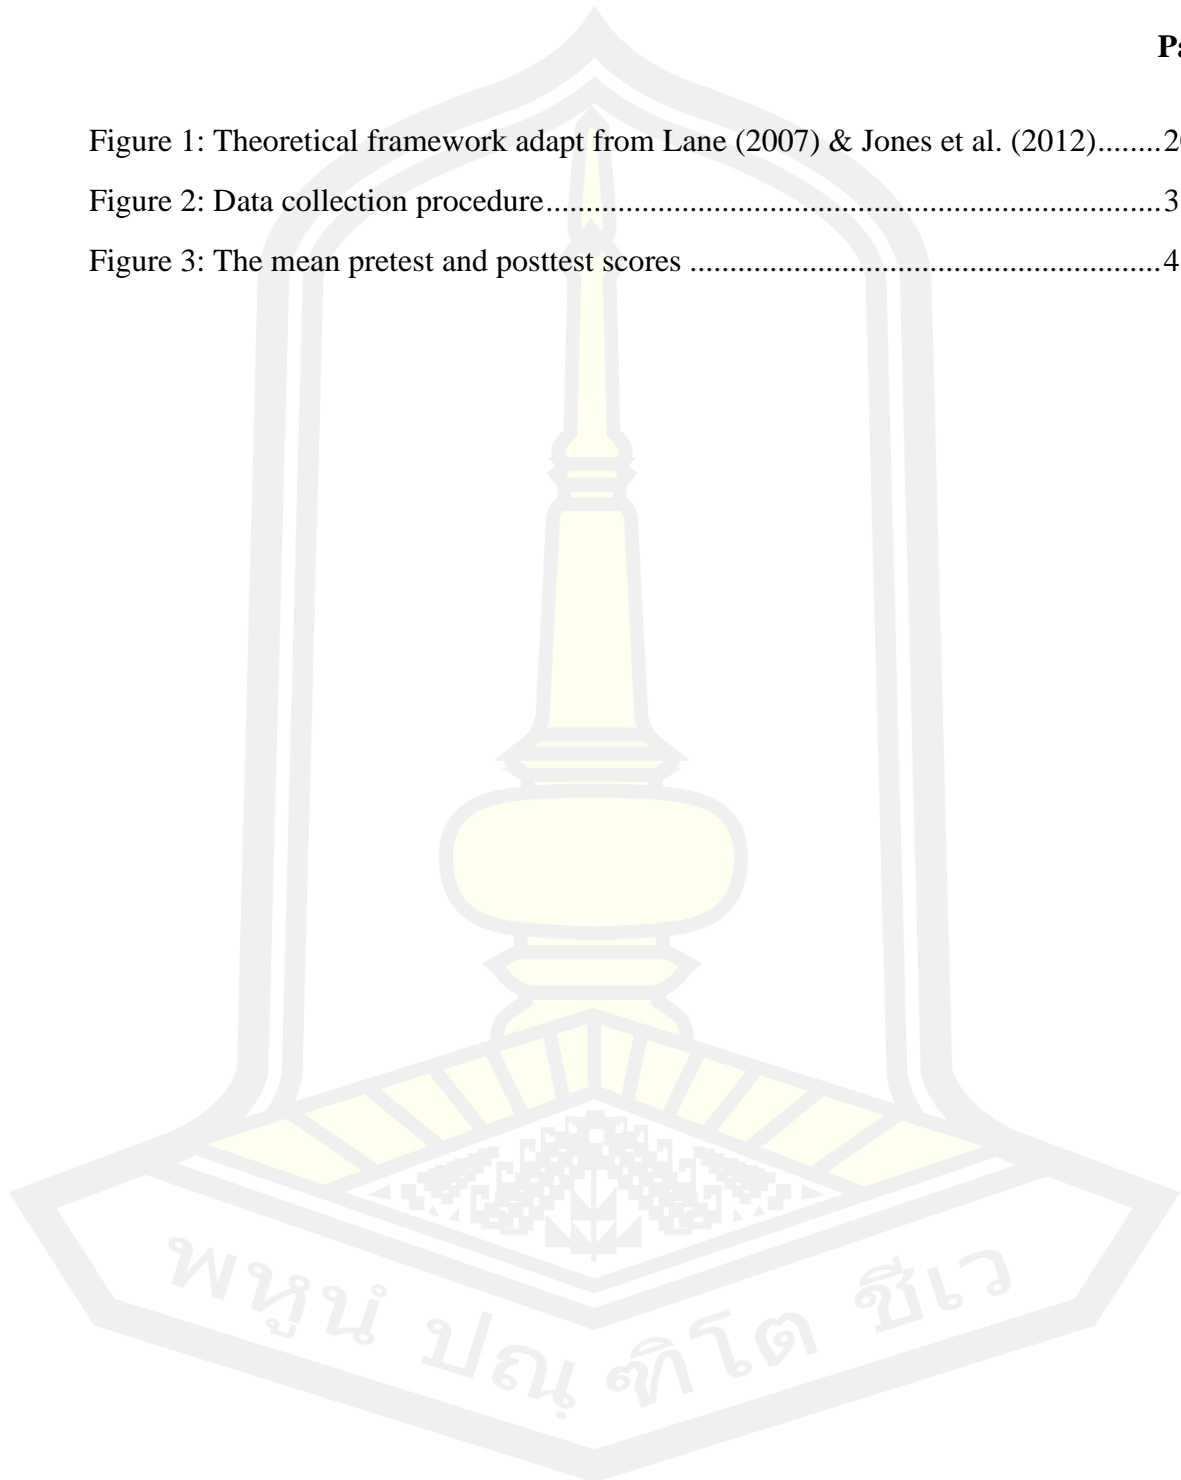 Pa
Figure 1: Theoretical framework adapt from Lane (2007) & Jones et al. (2012).......2
Figure 2: Data collection procedure............................................................................3
Figure 3: The mean pretest and posttest scores ..........................................................4
พหูนํ ปณฺ ฑิโต ชีเว